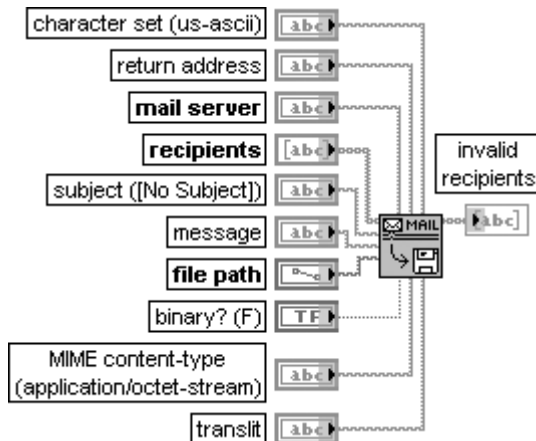 character set (us-ascii)
abc
return address
abc
mail server
abc
recipients
[abc]
subject ([No Subject])
abc
message
abc
file path
binary? (F)
TF
MIME content-type
(application/octet-stream)
abc
translit
abc
MAIL
invalid
recipients
[abc]